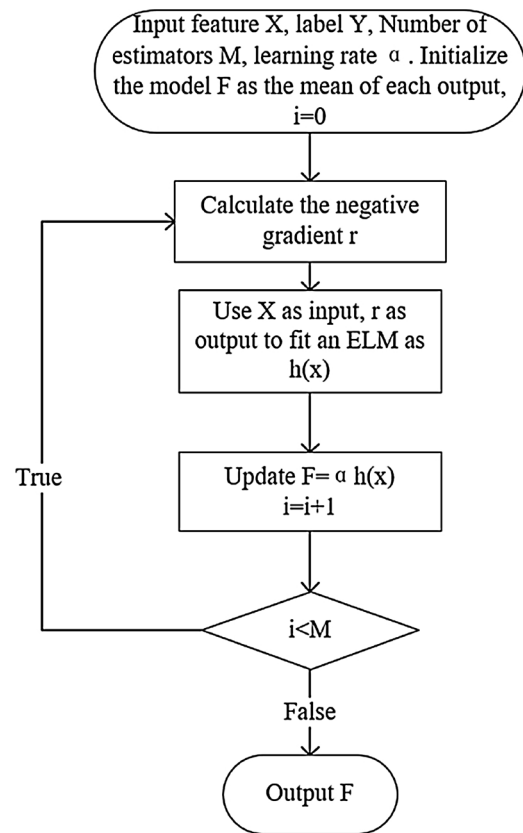 Input feature X, label Y, Number of
estimators M, learning rate α . Initialize
the model F as the mean of each output,
i=0
Calculate the negative
gradient r
Use X as input, r as
output to fit an ELM as
h(x)
Update F= α h(x)
i=i+1
True
i<M
False
Output F